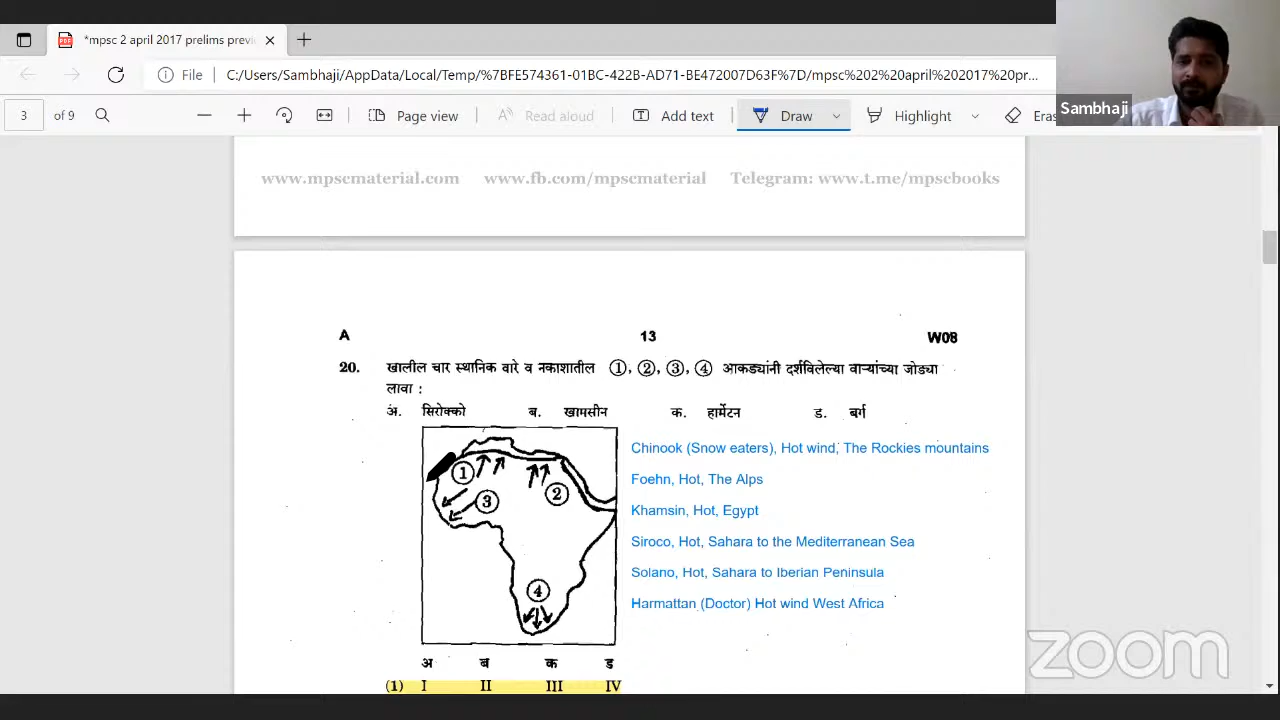 *mpsc 2 april 2017 prelims previ
File
C:/Users/Sambhaji/AppData/Local/Temp/%7BFE574361-01BC-422B-AD71-BE472007D63F%7D/mpsc%202%20april%202017%20pr...
Sambhaji
3 of 9
Page view
Read aloud
Add text
Draw
Highlight
Eras
www.mpscmaterial.com www.fb.com/mpscmaterial Telegram: www.t.me/mpscbooks
A 13 W08
20. खालील चार स्थानिक वारे व नकाशातील ①, ②, ③, ④ आकड्यांनी दर्शविलेल्या वाऱ्यांच्या जोड्या
लावा :
अ. सिरोक्को ब. खामसीन क. हार्मेटन ड. बर्ग
Chinook (Snow eaters), Hot wind, The Rockies mountains
Foehn, Hot, The Alps
Khamsin, Hot, Egypt
Siroco, Hot, Sahara to the Mediterranean Sea
Solano, Hot, Sahara to Iberian Peninsula
Harmattan (Doctor) Hot wind West Africa
①
②
③
④
अ ब क ड
(1) I II III IV
zoom